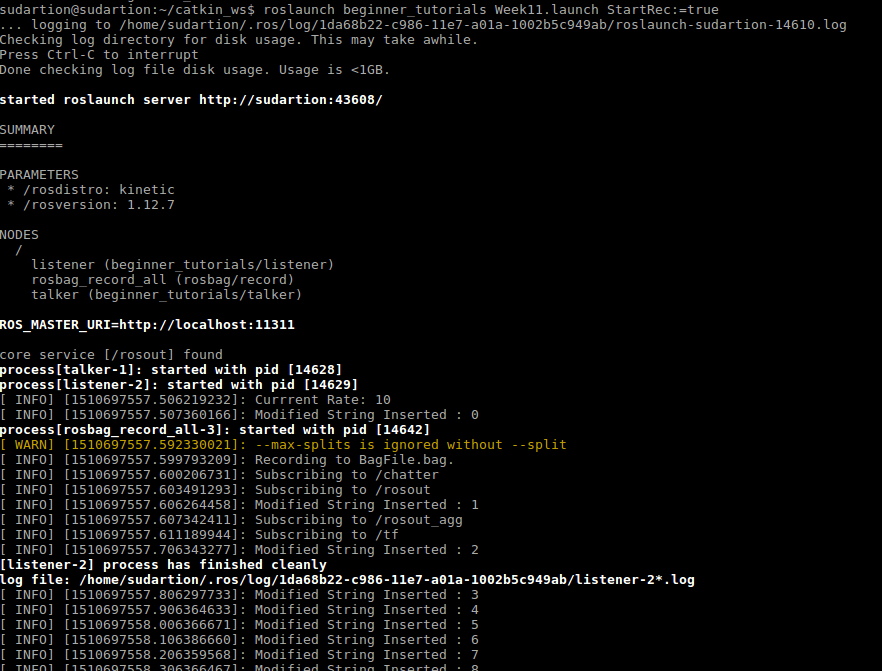 sudartion@sudartion:~/catkin_ws$ roslaunch beginner_tutorials Week11.launch StartRec:=true
... logging to /home/sudartion/.ros/log/1da68b22-c986-11e7-a01a-1002b5c949ab/roslaunch-sudartion-14610.log
Checking log directory for disk usage. This may take awhile.
Press Ctrl-C to interrupt
Done checking log file disk usage. Usage is <1GB.
started roslaunch server http://sudartion:43608/
SUMMARY
========
PARAMETERS
 * /rosdistro: kinetic
 * /rosversion: 1.12.7
NODES
  /
    listener (beginner_tutorials/listener)
    rosbag_record_all (rosbag/record)
    talker (beginner_tutorials/talker)
ROS_MASTER_URI=http://localhost:11311
core service [/rosout] found
process[talker-1]: started with pid [14628]
process[listener-2]: started with pid [14629]
[ INFO] [1510697557.506219232]: Currrent Rate: 10
[ INFO] [1510697557.507360166]: Modified String Inserted : 0
process[rosbag_record_all-3]: started with pid [14642]
[ WARN] [1510697557.592330021]: --max-splits is ignored without --split
[ INFO] [1510697557.599793209]: Recording to BagFile.bag.
[ INFO] [1510697557.600206731]: Subscribing to /chatter
[ INFO] [1510697557.603491293]: Subscribing to /rosout
[ INFO] [1510697557.606264458]: Modified String Inserted : 1
[ INFO] [1510697557.607342411]: Subscribing to /rosout_agg
[ INFO] [1510697557.611189944]: Subscribing to /tf
[ INFO] [1510697557.706343277]: Modified String Inserted : 2
[listener-2] process has finished cleanly
log file: /home/sudartion/.ros/log/1da68b22-c986-11e7-a01a-1002b5c949ab/listener-2*.log
[ INFO] [1510697557.806297733]: Modified String Inserted : 3
[ INFO] [1510697557.906364633]: Modified String Inserted : 4
[ INFO] [1510697558.006366671]: Modified String Inserted : 5
[ INFO] [1510697558.106386660]: Modified String Inserted : 6
[ INFO] [1510697558.206359568]: Modified String Inserted : 7
[ INFO] [1510697558.306366467]: Modified String Inserted : 8